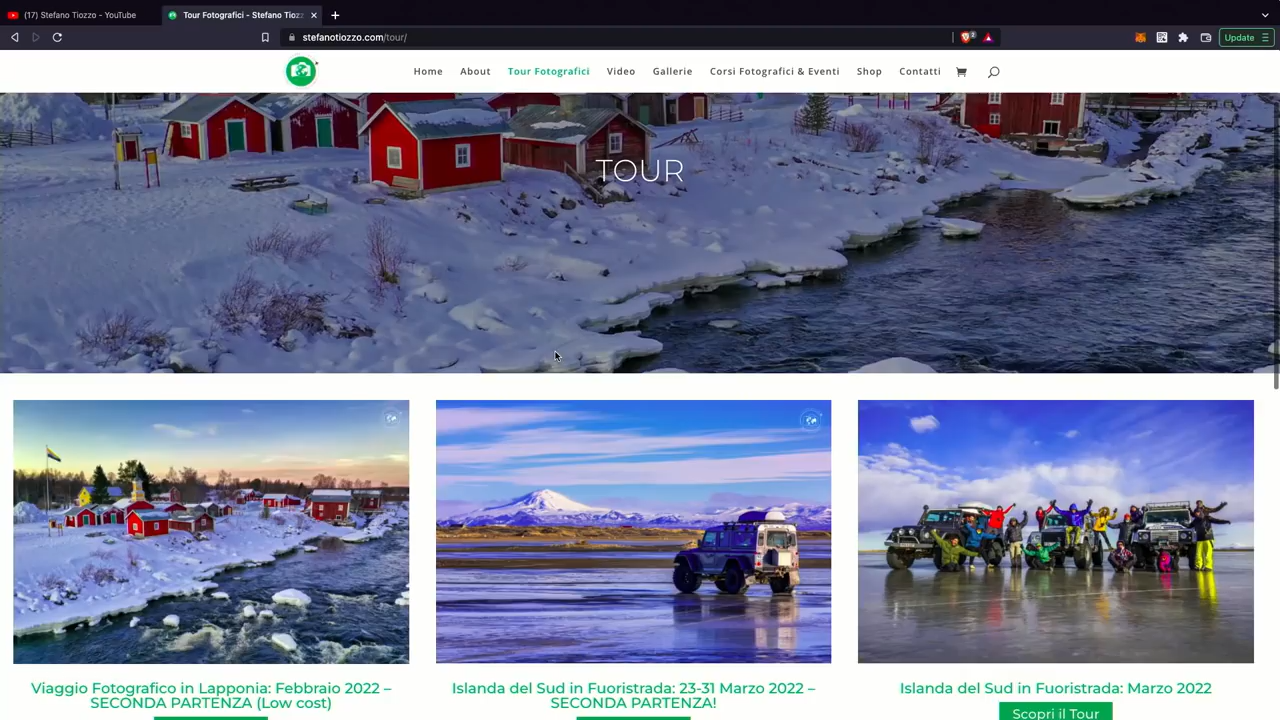 (17) Stefano Tiozzo - YouTube
Tour Fotografici - Stefano Tiozz
stefanotiozzo.com/tour/
2
Update
Home About Tour Fotografici Video Gallerie Corsi Fotografici & Eventi Shop Contatti
TOUR
Viaggio Fotografico in Lapponia: Febbraio 2022 –
SECONDA PARTENZA (Low cost)
Islanda del Sud in Fuoristrada: 23-31 Marzo 2022 –
SECONDA PARTENZA!
Islanda del Sud in Fuoristrada: Marzo 2022
Scopri il Tour